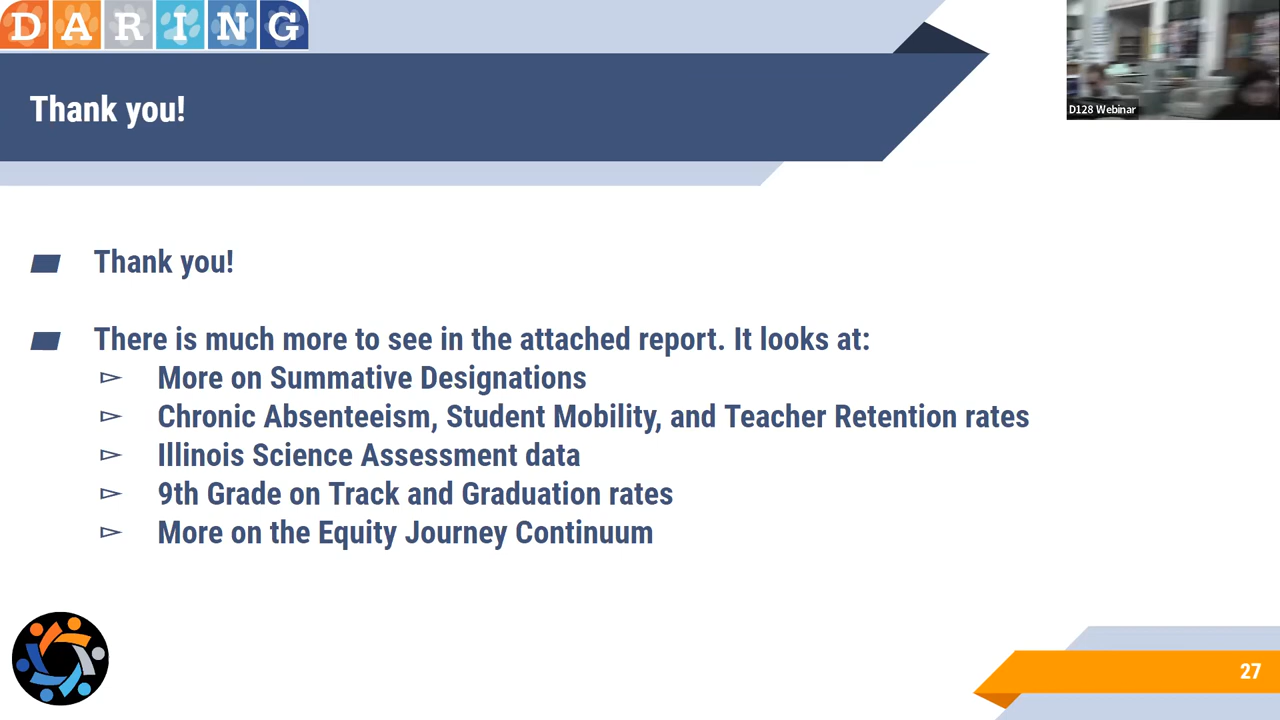 DARING
Thank you!
D128 Webinar
Thank you!
There is much more to see in the attached report. It looks at:
More on Summative Designations
Chronic Absenteeism, Student Mobility, and Teacher Retention rates
Illinois Science Assessment data
9th Grade on Track and Graduation rates
More on the Equity Journey Continuum
27